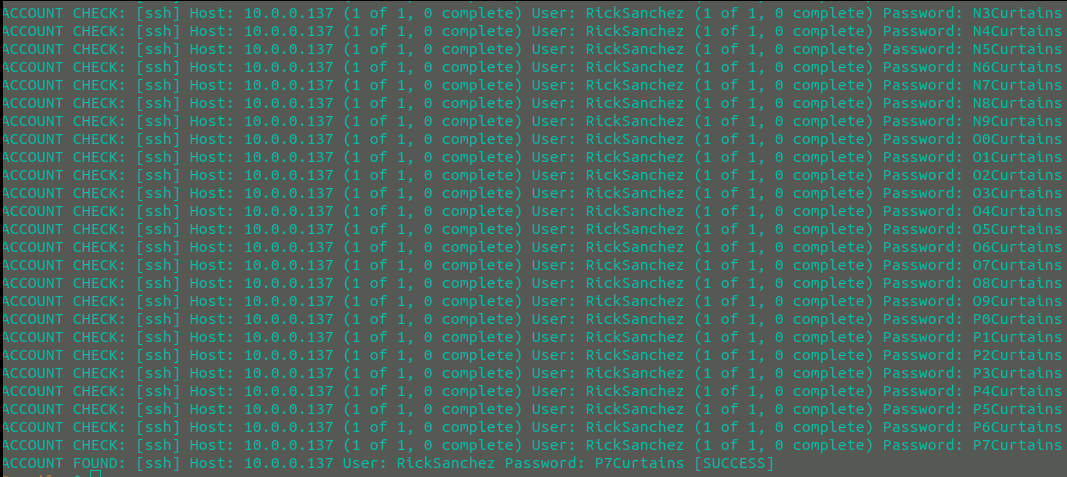 ACCOUNT CHECK: [ssh] Host: 10.0.0.137 (1 of 1, 0 complete) User: RickSanchez (1 of 1, 0 complete) Password: N3Curtains
ACCOUNT CHECK: [ssh] Host: 10.0.0.137 (1 of 1, 0 complete) User: RickSanchez (1 of 1, 0 complete) Password: N4Curtains
ACCOUNT CHECK: [ssh] Host: 10.0.0.137 (1 of 1, 0 complete) User: RickSanchez (1 of 1, 0 complete) Password: N5Curtains
ACCOUNT CHECK: [ssh] Host: 10.0.0.137 (1 of 1, 0 complete) User: RickSanchez (1 of 1, 0 complete) Password: N6Curtains
ACCOUNT CHECK: [ssh] Host: 10.0.0.137 (1 of 1, 0 complete) User: RickSanchez (1 of 1, 0 complete) Password: N7Curtains
ACCOUNT CHECK: [ssh] Host: 10.0.0.137 (1 of 1, 0 complete) User: RickSanchez (1 of 1, 0 complete) Password: N8Curtains
ACCOUNT CHECK: [ssh] Host: 10.0.0.137 (1 of 1, 0 complete) User: RickSanchez (1 of 1, 0 complete) Password: N9Curtains
ACCOUNT CHECK: [ssh] Host: 10.0.0.137 (1 of 1, 0 complete) User: RickSanchez (1 of 1, 0 complete) Password: O0Curtains
ACCOUNT CHECK: [ssh] Host: 10.0.0.137 (1 of 1, 0 complete) User: RickSanchez (1 of 1, 0 complete) Password: O1Curtains
ACCOUNT CHECK: [ssh] Host: 10.0.0.137 (1 of 1, 0 complete) User: RickSanchez (1 of 1, 0 complete) Password: O2Curtains
ACCOUNT CHECK: [ssh] Host: 10.0.0.137 (1 of 1, 0 complete) User: RickSanchez (1 of 1, 0 complete) Password: O3Curtains
ACCOUNT CHECK: [ssh] Host: 10.0.0.137 (1 of 1, 0 complete) User: RickSanchez (1 of 1, 0 complete) Password: O4Curtains
ACCOUNT CHECK: [ssh] Host: 10.0.0.137 (1 of 1, 0 complete) User: RickSanchez (1 of 1, 0 complete) Password: O5Curtains
ACCOUNT CHECK: [ssh] Host: 10.0.0.137 (1 of 1, 0 complete) User: RickSanchez (1 of 1, 0 complete) Password: O6Curtains
ACCOUNT CHECK: [ssh] Host: 10.0.0.137 (1 of 1, 0 complete) User: RickSanchez (1 of 1, 0 complete) Password: O7Curtains
ACCOUNT CHECK: [ssh] Host: 10.0.0.137 (1 of 1, 0 complete) User: RickSanchez (1 of 1, 0 complete) Password: O8Curtains
ACCOUNT CHECK: [ssh] Host: 10.0.0.137 (1 of 1, 0 complete) User: RickSanchez (1 of 1, 0 complete) Password: O9Curtains
ACCOUNT CHECK: [ssh] Host: 10.0.0.137 (1 of 1, 0 complete) User: RickSanchez (1 of 1, 0 complete) Password: P0Curtains
ACCOUNT CHECK: [ssh] Host: 10.0.0.137 (1 of 1, 0 complete) User: RickSanchez (1 of 1, 0 complete) Password: P1Curtains
ACCOUNT CHECK: [ssh] Host: 10.0.0.137 (1 of 1, 0 complete) User: RickSanchez (1 of 1, 0 complete) Password: P2Curtains
ACCOUNT CHECK: [ssh] Host: 10.0.0.137 (1 of 1, 0 complete) User: RickSanchez (1 of 1, 0 complete) Password: P3Curtains
ACCOUNT CHECK: [ssh] Host: 10.0.0.137 (1 of 1, 0 complete) User: RickSanchez (1 of 1, 0 complete) Password: P4Curtains
ACCOUNT CHECK: [ssh] Host: 10.0.0.137 (1 of 1, 0 complete) User: RickSanchez (1 of 1, 0 complete) Password: P5Curtains
ACCOUNT CHECK: [ssh] Host: 10.0.0.137 (1 of 1, 0 complete) User: RickSanchez (1 of 1, 0 complete) Password: P6Curtains
ACCOUNT CHECK: [ssh] Host: 10.0.0.137 (1 of 1, 0 complete) User: RickSanchez (1 of 1, 0 complete) Password: P7Curtains
ACCOUNT FOUND: [ssh] Host: 10.0.0.137 User: RickSanchez Password: P7Curtains [SUCCESS]